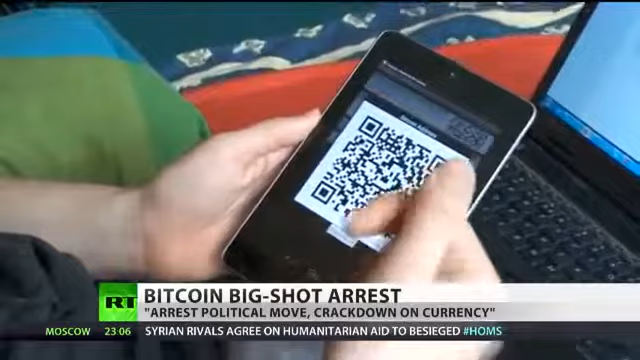 RT
BITCOIN BIG-SHOT ARREST
"ARREST POLITICAL MOVE, CRACKDOWN ON CURRENCY"
MOSCOW 23:06 SYRIAN RIVALS AGREE ON HUMANITARIAN AID TO BESIEGED #HOMS